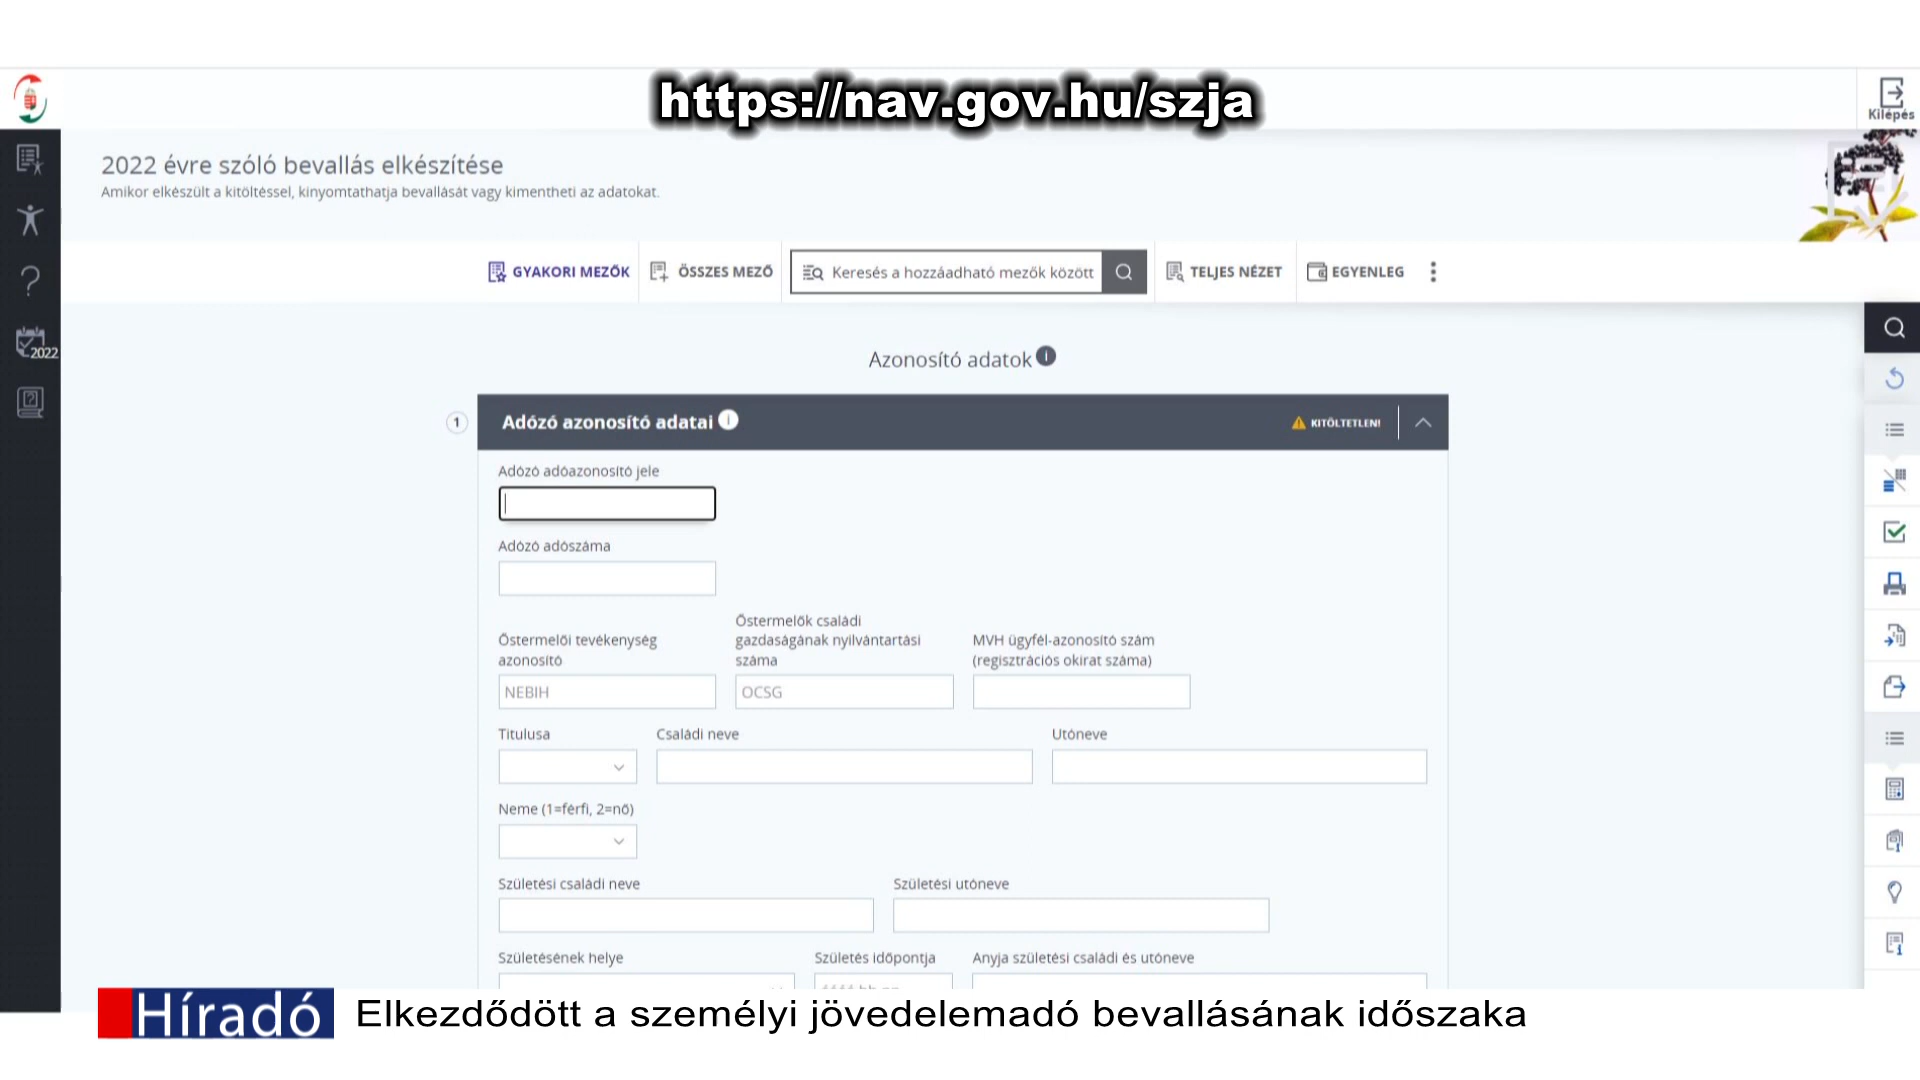 https://nav.gov.hu/szja
Kilépés
2022 évre szóló bevallás elkészítése
Amikor elkészült a kitöltéssel, kinyomtathatja bevallását vagy kimentheti az adatokat.
GYAKORI MEZŐK
ÖSSZES MEZŐ
Keresés a hozzáadható mezők között
TELJES NÉZET
EGYENLEG
2022
Azonosító adatok
1
Adózó azonosító adatai
KITÖLTETLEN!
Adózó adóazonosító jele
Adózó adószáma
Őstermelői tevékenység
azonosító
Őstermelők családi
gazdaságának nyilvántartási
száma
MVH ügyfél-azonosító szám
(regisztrációs okirat száma)
NEBIH
OCSG
Titulusa
Családi neve
Utóneve
Neme (1=férfi, 2=nő)
Születési családi neve
Születési utóneve
Születésének helye
Születés időpontja
Anyja születési családi és utóneve
Híradó
Elkezdődött a személyi jövedelemadó bevallásának időszaka